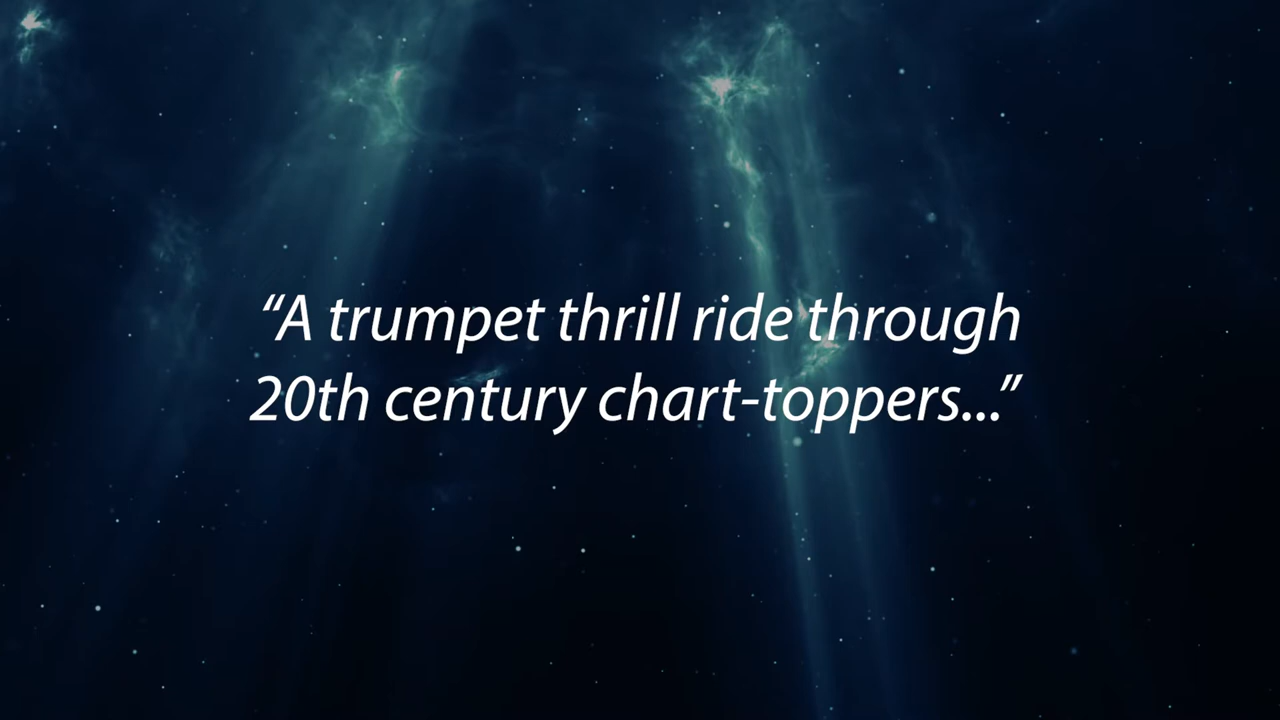 “A trumpet thrill ride through
20th century chart-toppers...”